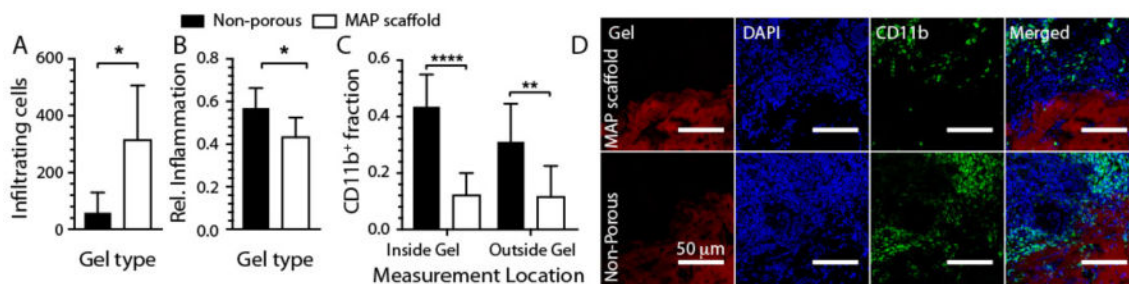 Non-porous MAP scaffold
A
*
Infiltrating cells
600
400
200
0
Gel type
B
*
Rel. Inflammation
0.8
0.6
0.4
0.2
0.0
Gel type
C
****
**
CD11b+ fraction
0.6
0.4
0.2
0.0
Inside Gel Outside Gel
Measurement Location
D
Gel DAPI CD11b Merged
MAP scaffold
Non-Porous
50 μm